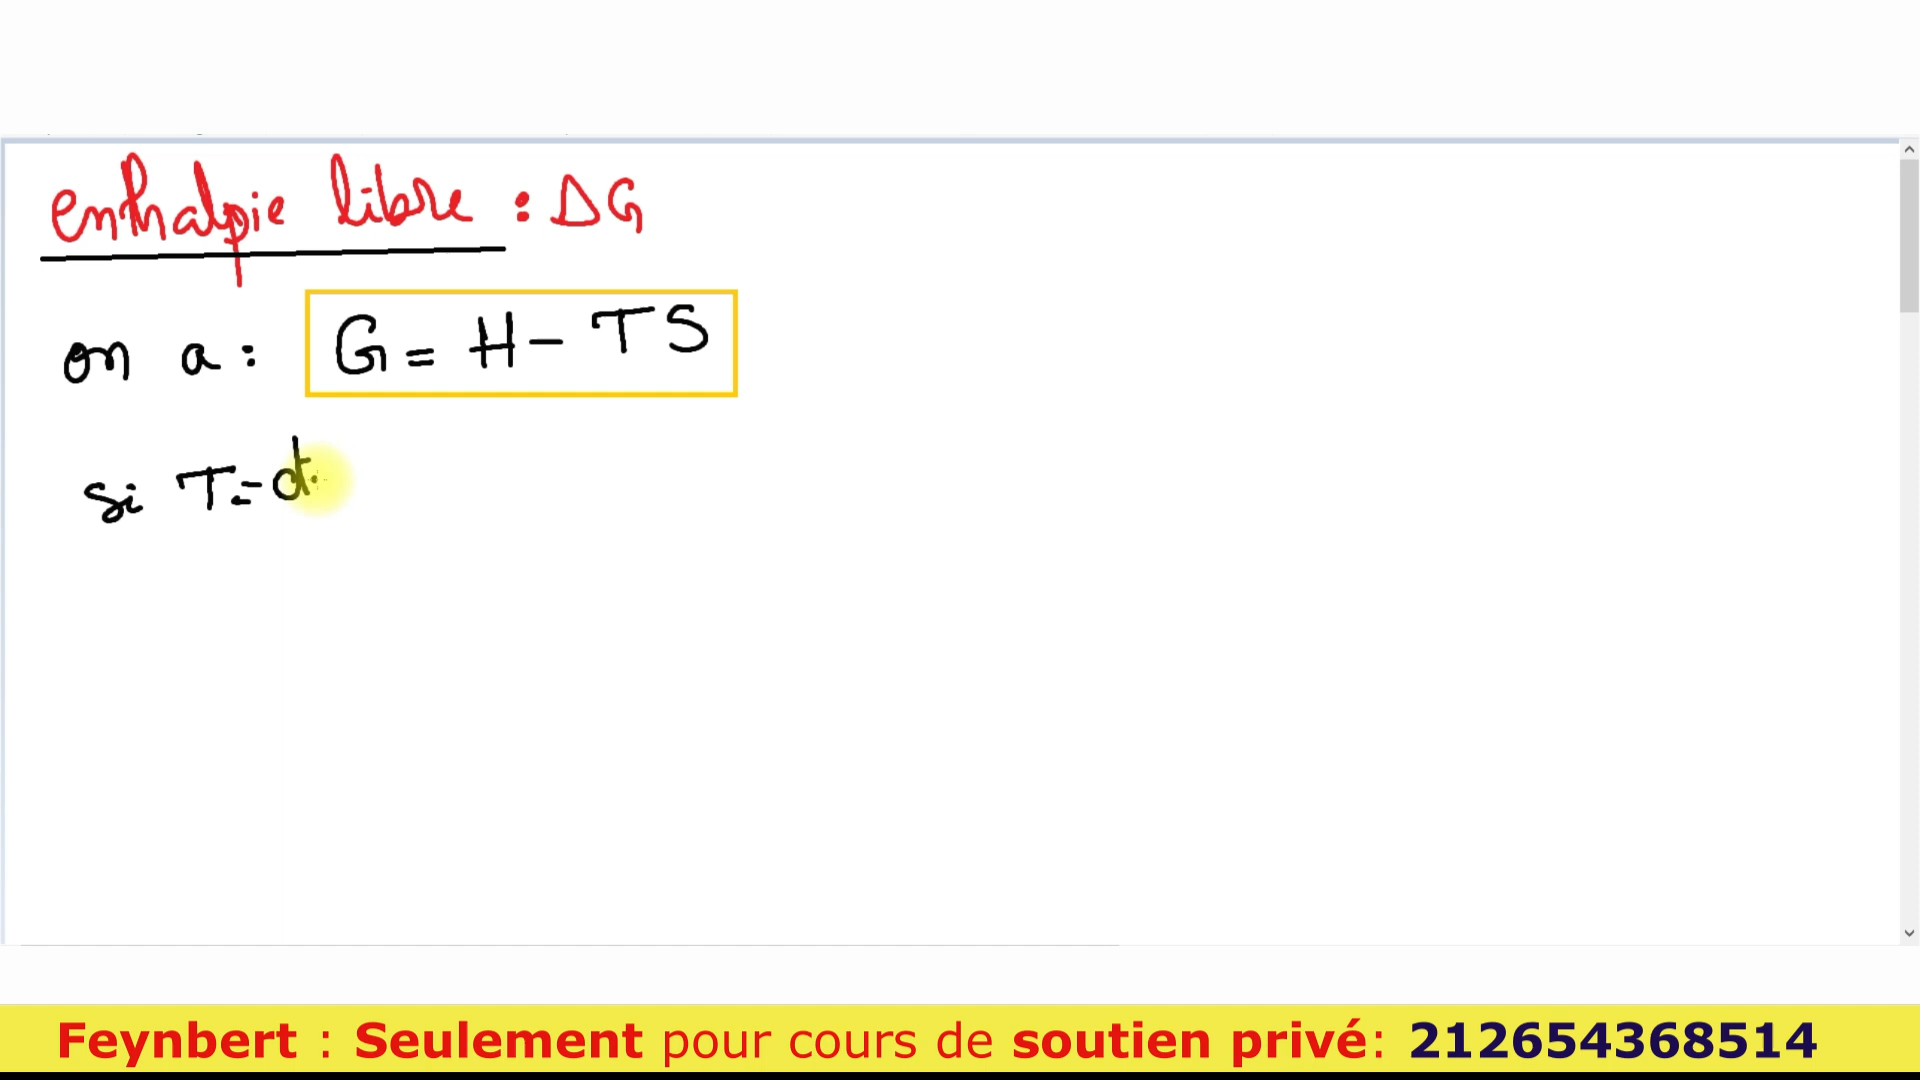 enthalpie libre : ΔG
on a : G = H - TS
si T = ct
Feynbert : Seulement pour cours de soutien privé: 212654368514